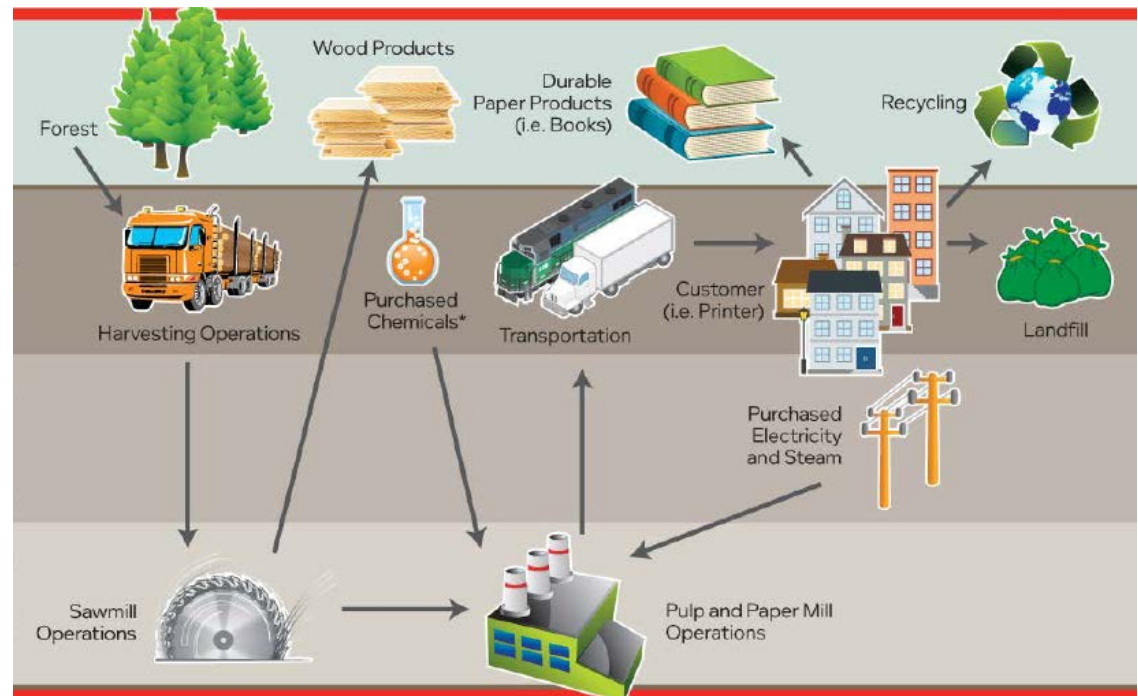 Wood Products
Durable
Paper Products
(i.e. Books)
Recycling
Forest
Harvesting Operations
Purchased
Chemicals*
Transportation
Customer
(i.e. Printer)
Landfill
Purchased
Electricity
and Steam
Sawmill
Operations
Pulp and Paper Mill
Operations